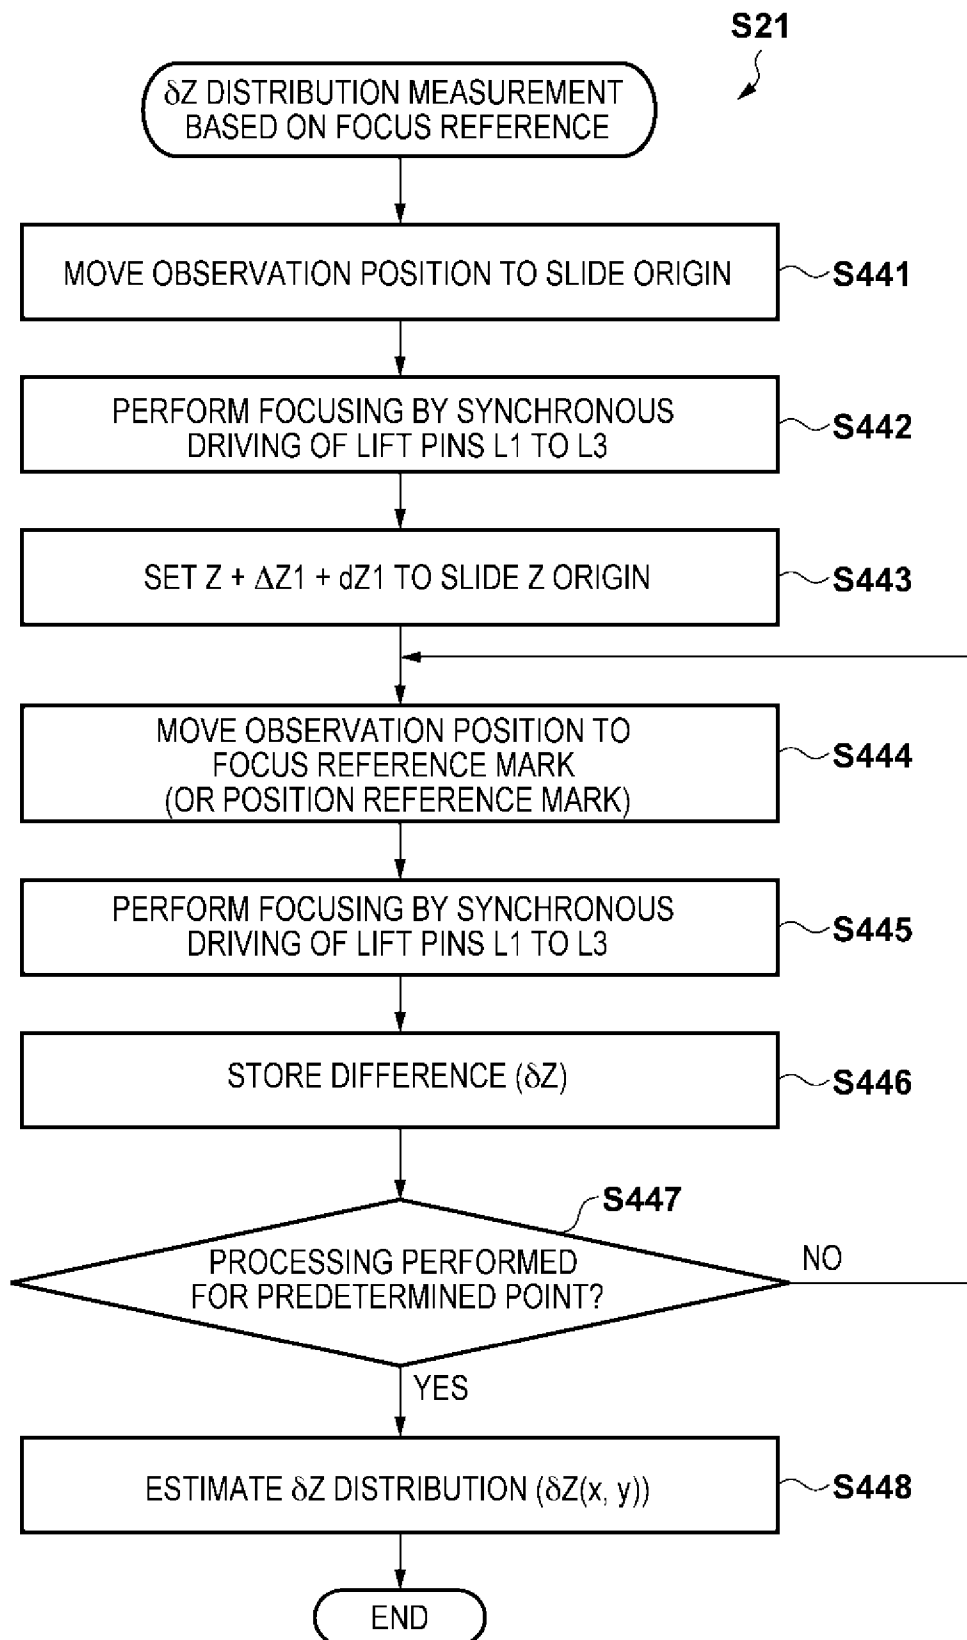 S21
δZ DISTRIBUTION MEASUREMENT
BASED ON FOCUS REFERENCE
MOVE OBSERVATION POSITION TO SLIDE ORIGIN
S441
PERFORM FOCUSING BY SYNCHRONOUS
DRIVING OF LIFT PINS L1 TO L3
S442
SET Z + ΔZ1 + dZ1 TO SLIDE Z ORIGIN
S443
MOVE OBSERVATION POSITION TO
FOCUS REFERENCE MARK
(OR POSITION REFERENCE MARK)
S444
PERFORM FOCUSING BY SYNCHRONOUS
DRIVING OF LIFT PINS L1 TO L3
S445
STORE DIFFERENCE (δZ)
S446
S447
PROCESSING PERFORMED
FOR PREDETERMINED POINT?
NO
YES
ESTIMATE δZ DISTRIBUTION (δZ(x, y))
S448
END